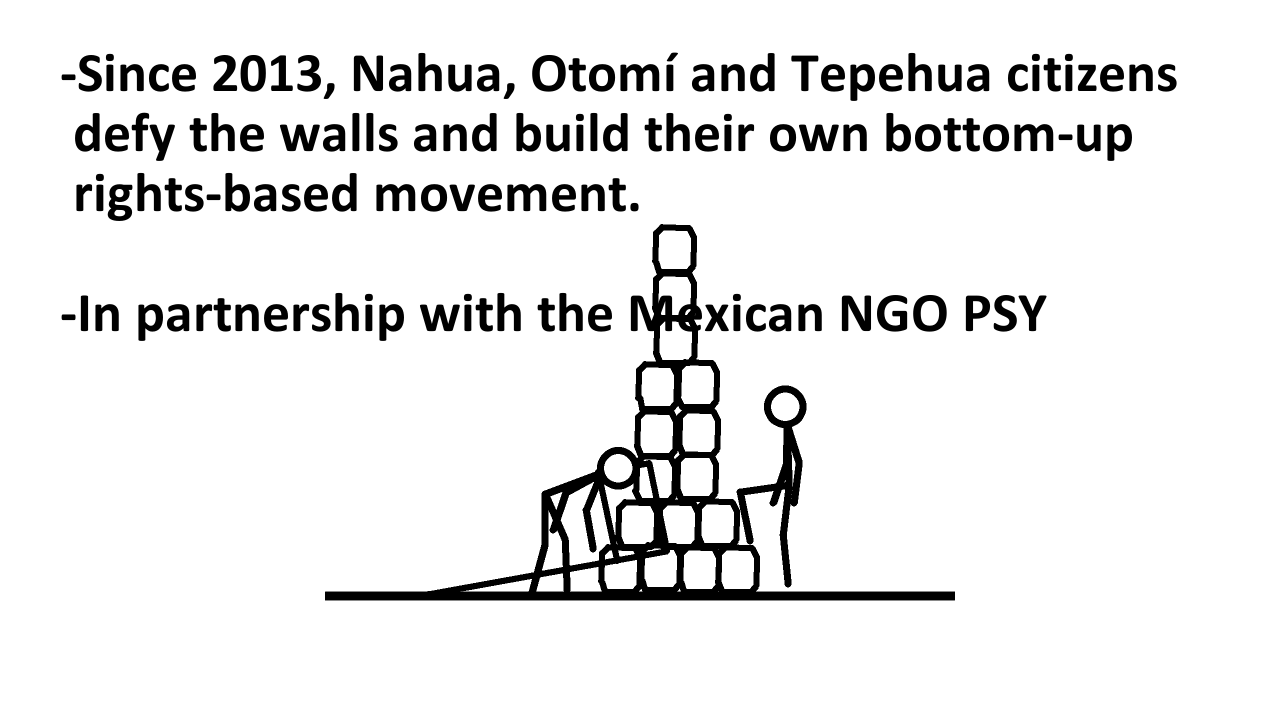 -Since 2013, Nahua, Otomí and Tepehua citizens
defy the walls and build their own bottom-up
rights-based movement.
-In partnership with the Mexican NGO PSY